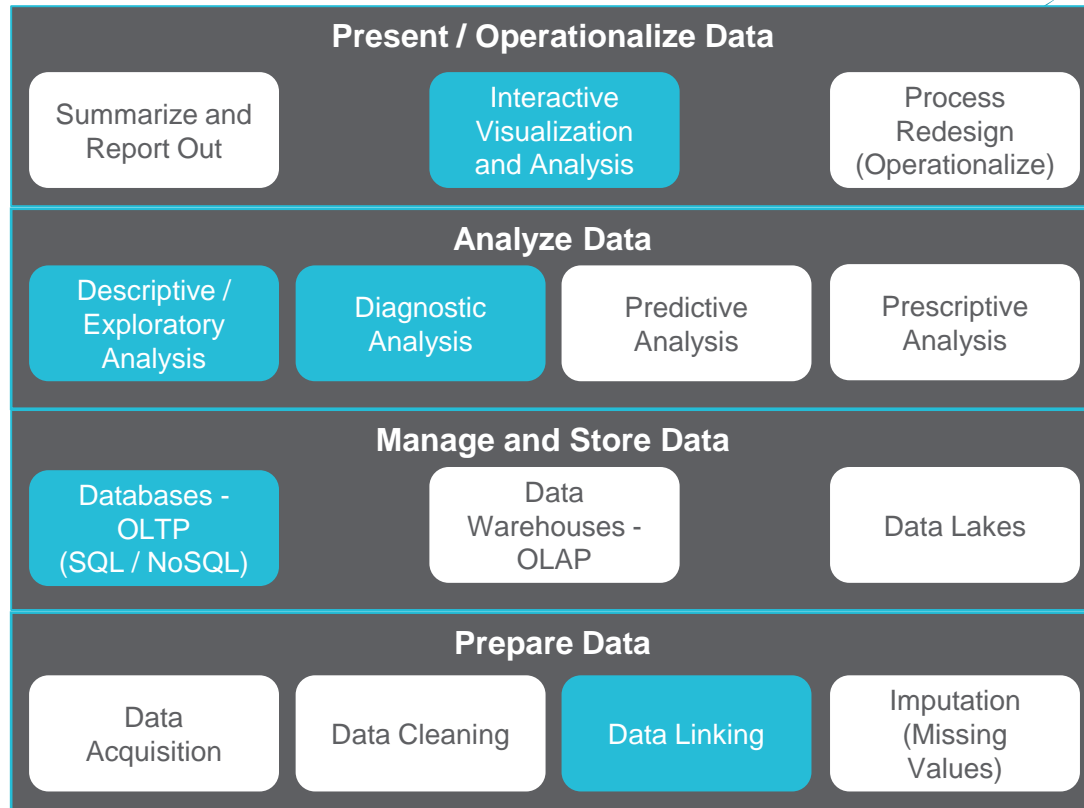 Present / Operationalize Data
Summarize and
Report Out
Interactive
Visualization
and Analysis
Process
Redesign
(Operationalize)
Analyze Data
Descriptive /
Exploratory
Analysis
Diagnostic
Analysis
Predictive
Analysis
Prescriptive
Analysis
Manage and Store Data
Databases -
OLTP
(SQL / NoSQL)
Data
Warehouses -
OLAP
Data Lakes
Prepare Data
Data
Acquisition
Data Cleaning
Data Linking
Imputation
(Missing
Values)